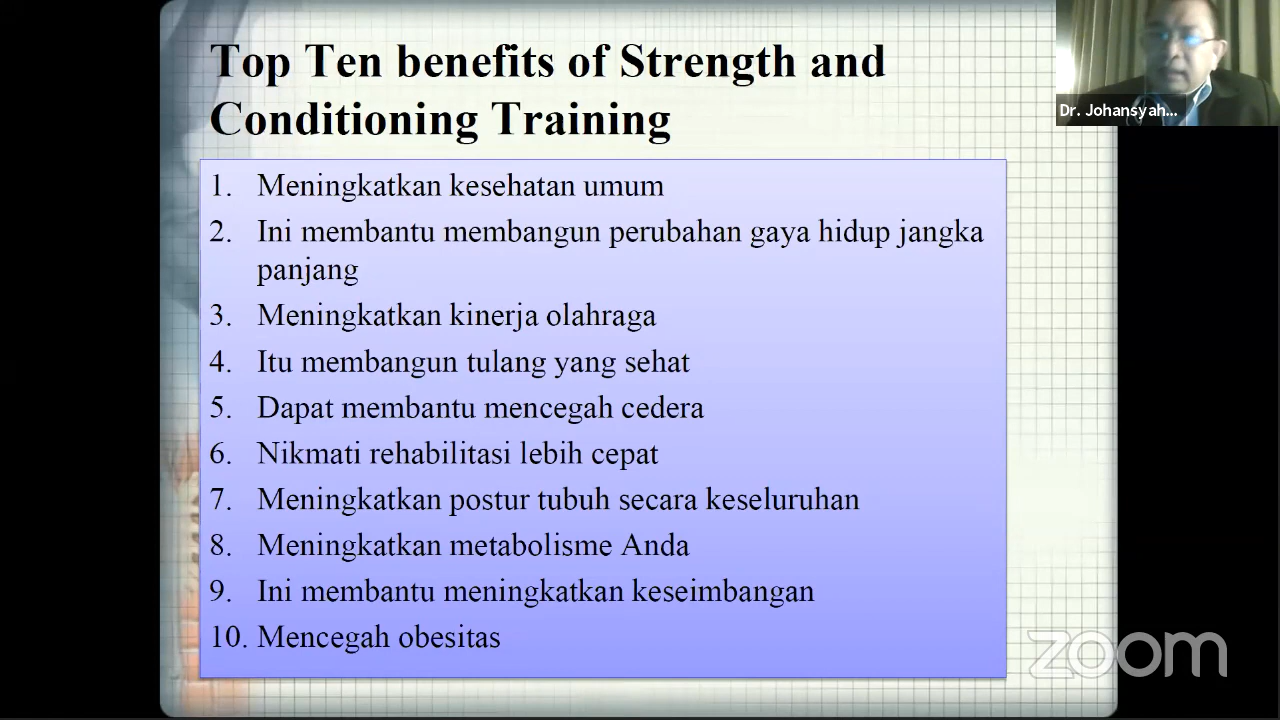 Top Ten benefits of Strength and
Conditioning Training
Dr. Johansyah...
1. Meningkatkan kesehatan umum
2. Ini membantu membangun perubahan gaya hidup jangka
panjang
3. Meningkatkan kinerja olahraga
4. Itu membangun tulang yang sehat
5. Dapat membantu mencegah cedera
6. Nikmati rehabilitasi lebih cepat
7. Meningkatkan postur tubuh secara keseluruhan
8. Meningkatkan metabolisme Anda
9. Ini membantu meningkatkan keseimbangan
10. Mencegah obesitas
zoom